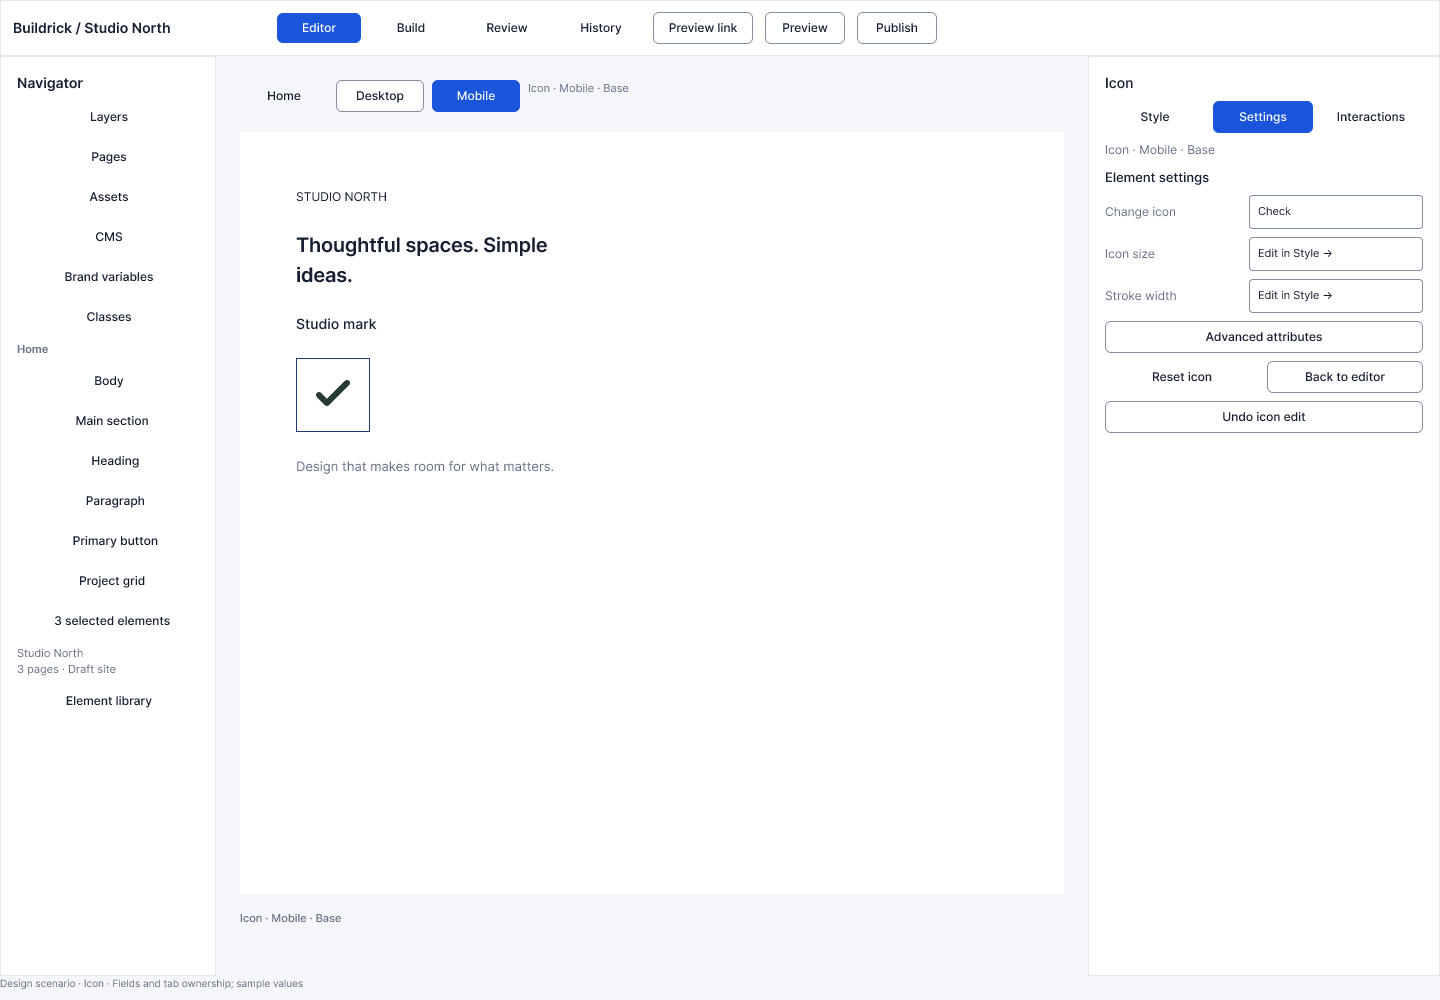 Buildrick / Studio North
Editor
Build
Review
History
Preview link
Preview
Publish
Navigator
Layers
Pages
Assets
CMS
Brand variables
Classes
Home
Body
Main section
Heading
Paragraph
Primary button
Project grid
3 selected elements
Studio North
3 pages · Draft site
Element library
Home
Desktop
Mobile
Icon · Mobile · Base
STUDIO NORTH
Thoughtful spaces. Simple
ideas.
Studio mark
Design that makes room for what matters.
Icon · Mobile · Base
Icon
Style
Settings
Interactions
Icon · Mobile · Base
Element settings
Change icon
Check
Icon size
Edit in Style →
Stroke width
Edit in Style →
Advanced attributes
Reset icon
Back to editor
Undo icon edit
Design scenario · Icon · Fields and tab ownership; sample values